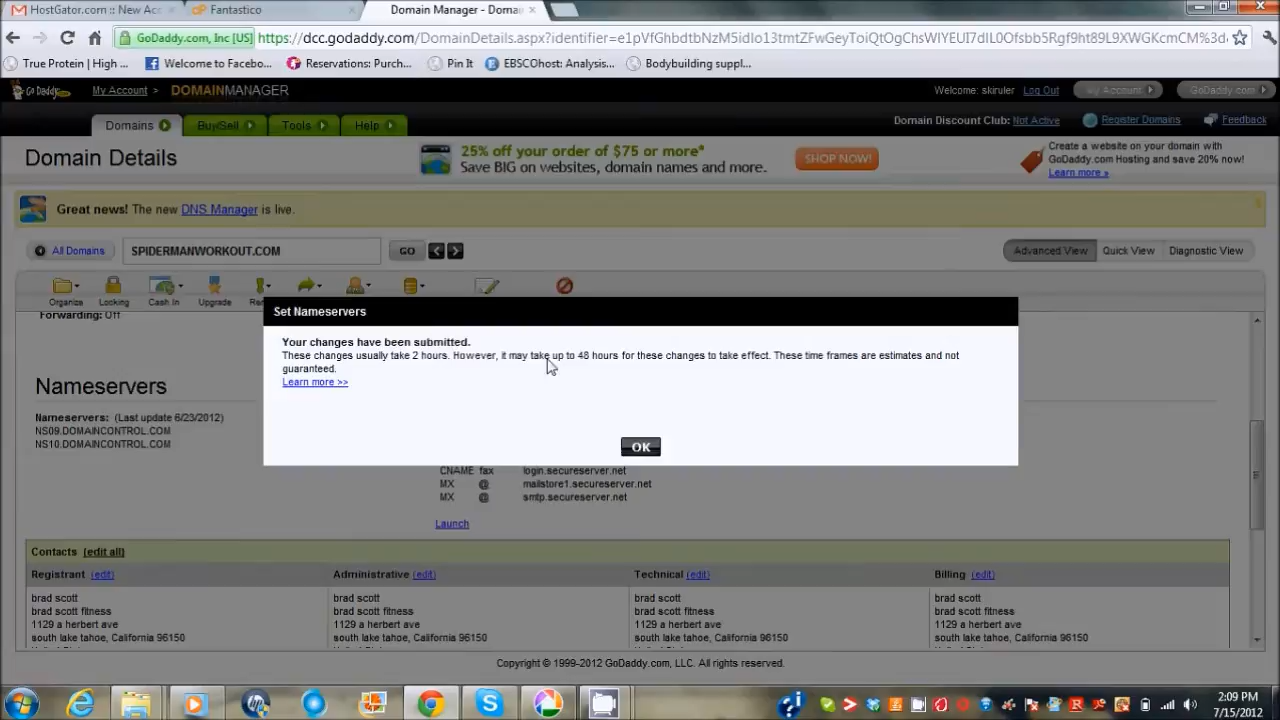 HostGator.com :: New Acc
Fantastico
Domain Manager - Domai
GoDaddy.com, Inc [US]
https://dcc.godaddy.com/DomainDetails.aspx?
True Protein | High ...
Welcome to Facebo...
Reservations: Purch...
Pin It
EBSCOhost: Analysis...
Bodybuilding suppl...
Go Daddy
My Account >
DOMAINMANAGER
Welcome: skiruler
Log Out
My Account
GoDaddy.com
Domains
Buy/Sell
Tools
Help
Domain Discount Club: Not Active
Register Domains
Feedback
Domain Details
25% off your order of $75 or more*
Save BIG on websites, domain names and more.
SHOP NOW!
Create a website on your domain with
GoDaddy.com Hosting and save 20% now!
Learn more »
Great news! The new DNS Manager is live.
All Domains
SPIDERMANWORKOUT.COM
GO
Advanced View
Quick View
Diagnostic View
Organize
Locking
Cash In
Upgrade
Forwarding: Off
Set Nameservers
Your changes have been submitted.
These changes usually take 2 hours. However, it may take up to 48 hours for these changes to take effect. These time frames are estimates and not
guaranteed.
Learn more >>
OK
Nameservers
Nameservers: (Last update 6/23/2012)
NS09.DOMAINCONTROL.COM
NS10.DOMAINCONTROL.COM
CNAME fax login.secureserver.net
MX @ mailstore1.secureserver.net
MX @ smtp.secureserver.net
Launch
Contacts (edit all)
Registrant (edit)
Administrative (edit)
Technical (edit)
Billing (edit)
brad scott
brad scott
brad scott
brad scott
brad scott fitness
brad scott fitness
brad scott fitness
brad scott fitness
1129 a herbert ave
1129 a herbert ave
1129 a herbert ave
1129 a herbert ave
south lake tahoe, California 96150
south lake tahoe, California 96150
south lake tahoe, California 96150
south lake tahoe, California 96150
Copyright © 1999-2012 GoDaddy.com, LLC. All rights reserved.
2:09 PM
7/15/2012